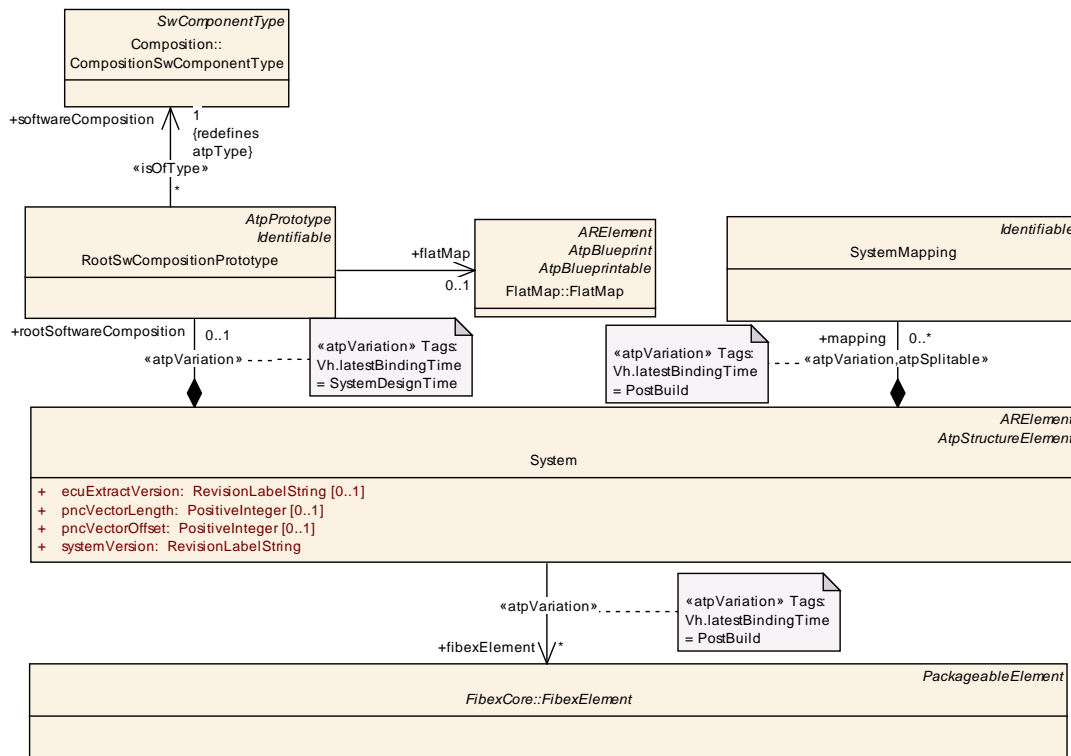 SwComponentType
Composition::
CompositionSwComponentType
+softwareComposition
1
{redefines
atpType}
«isOfType»
*
AtpPrototype
Identifiable
RootSwCompositionPrototype
+flatMap
0..1
ARElement
AtpBlueprint
AtpBlueprintable
FlatMap::FlatMap
Identifiable
SystemMapping
+rootSoftwareComposition
0..1
«atpVariation»
«atpVariation» Tags:
Vh.latestBindingTime
= SystemDesignTime
«atpVariation» Tags:
Vh.latestBindingTime
= PostBuild
+mapping
0..*
«atpVariation,atpSplitable»
ARElement
AtpStructureElement
System
+ ecuExtractVersion: RevisionLabelString [0..1]
+ pncVectorLength: PositiveInteger [0..1]
+ pncVectorOffset: PositiveInteger [0..1]
+ systemVersion: RevisionLabelString
«atpVariation»
«atpVariation» Tags:
Vh.latestBindingTime
= PostBuild
+fibexElement
*
PackageableElement
FibexCore::FibexElement